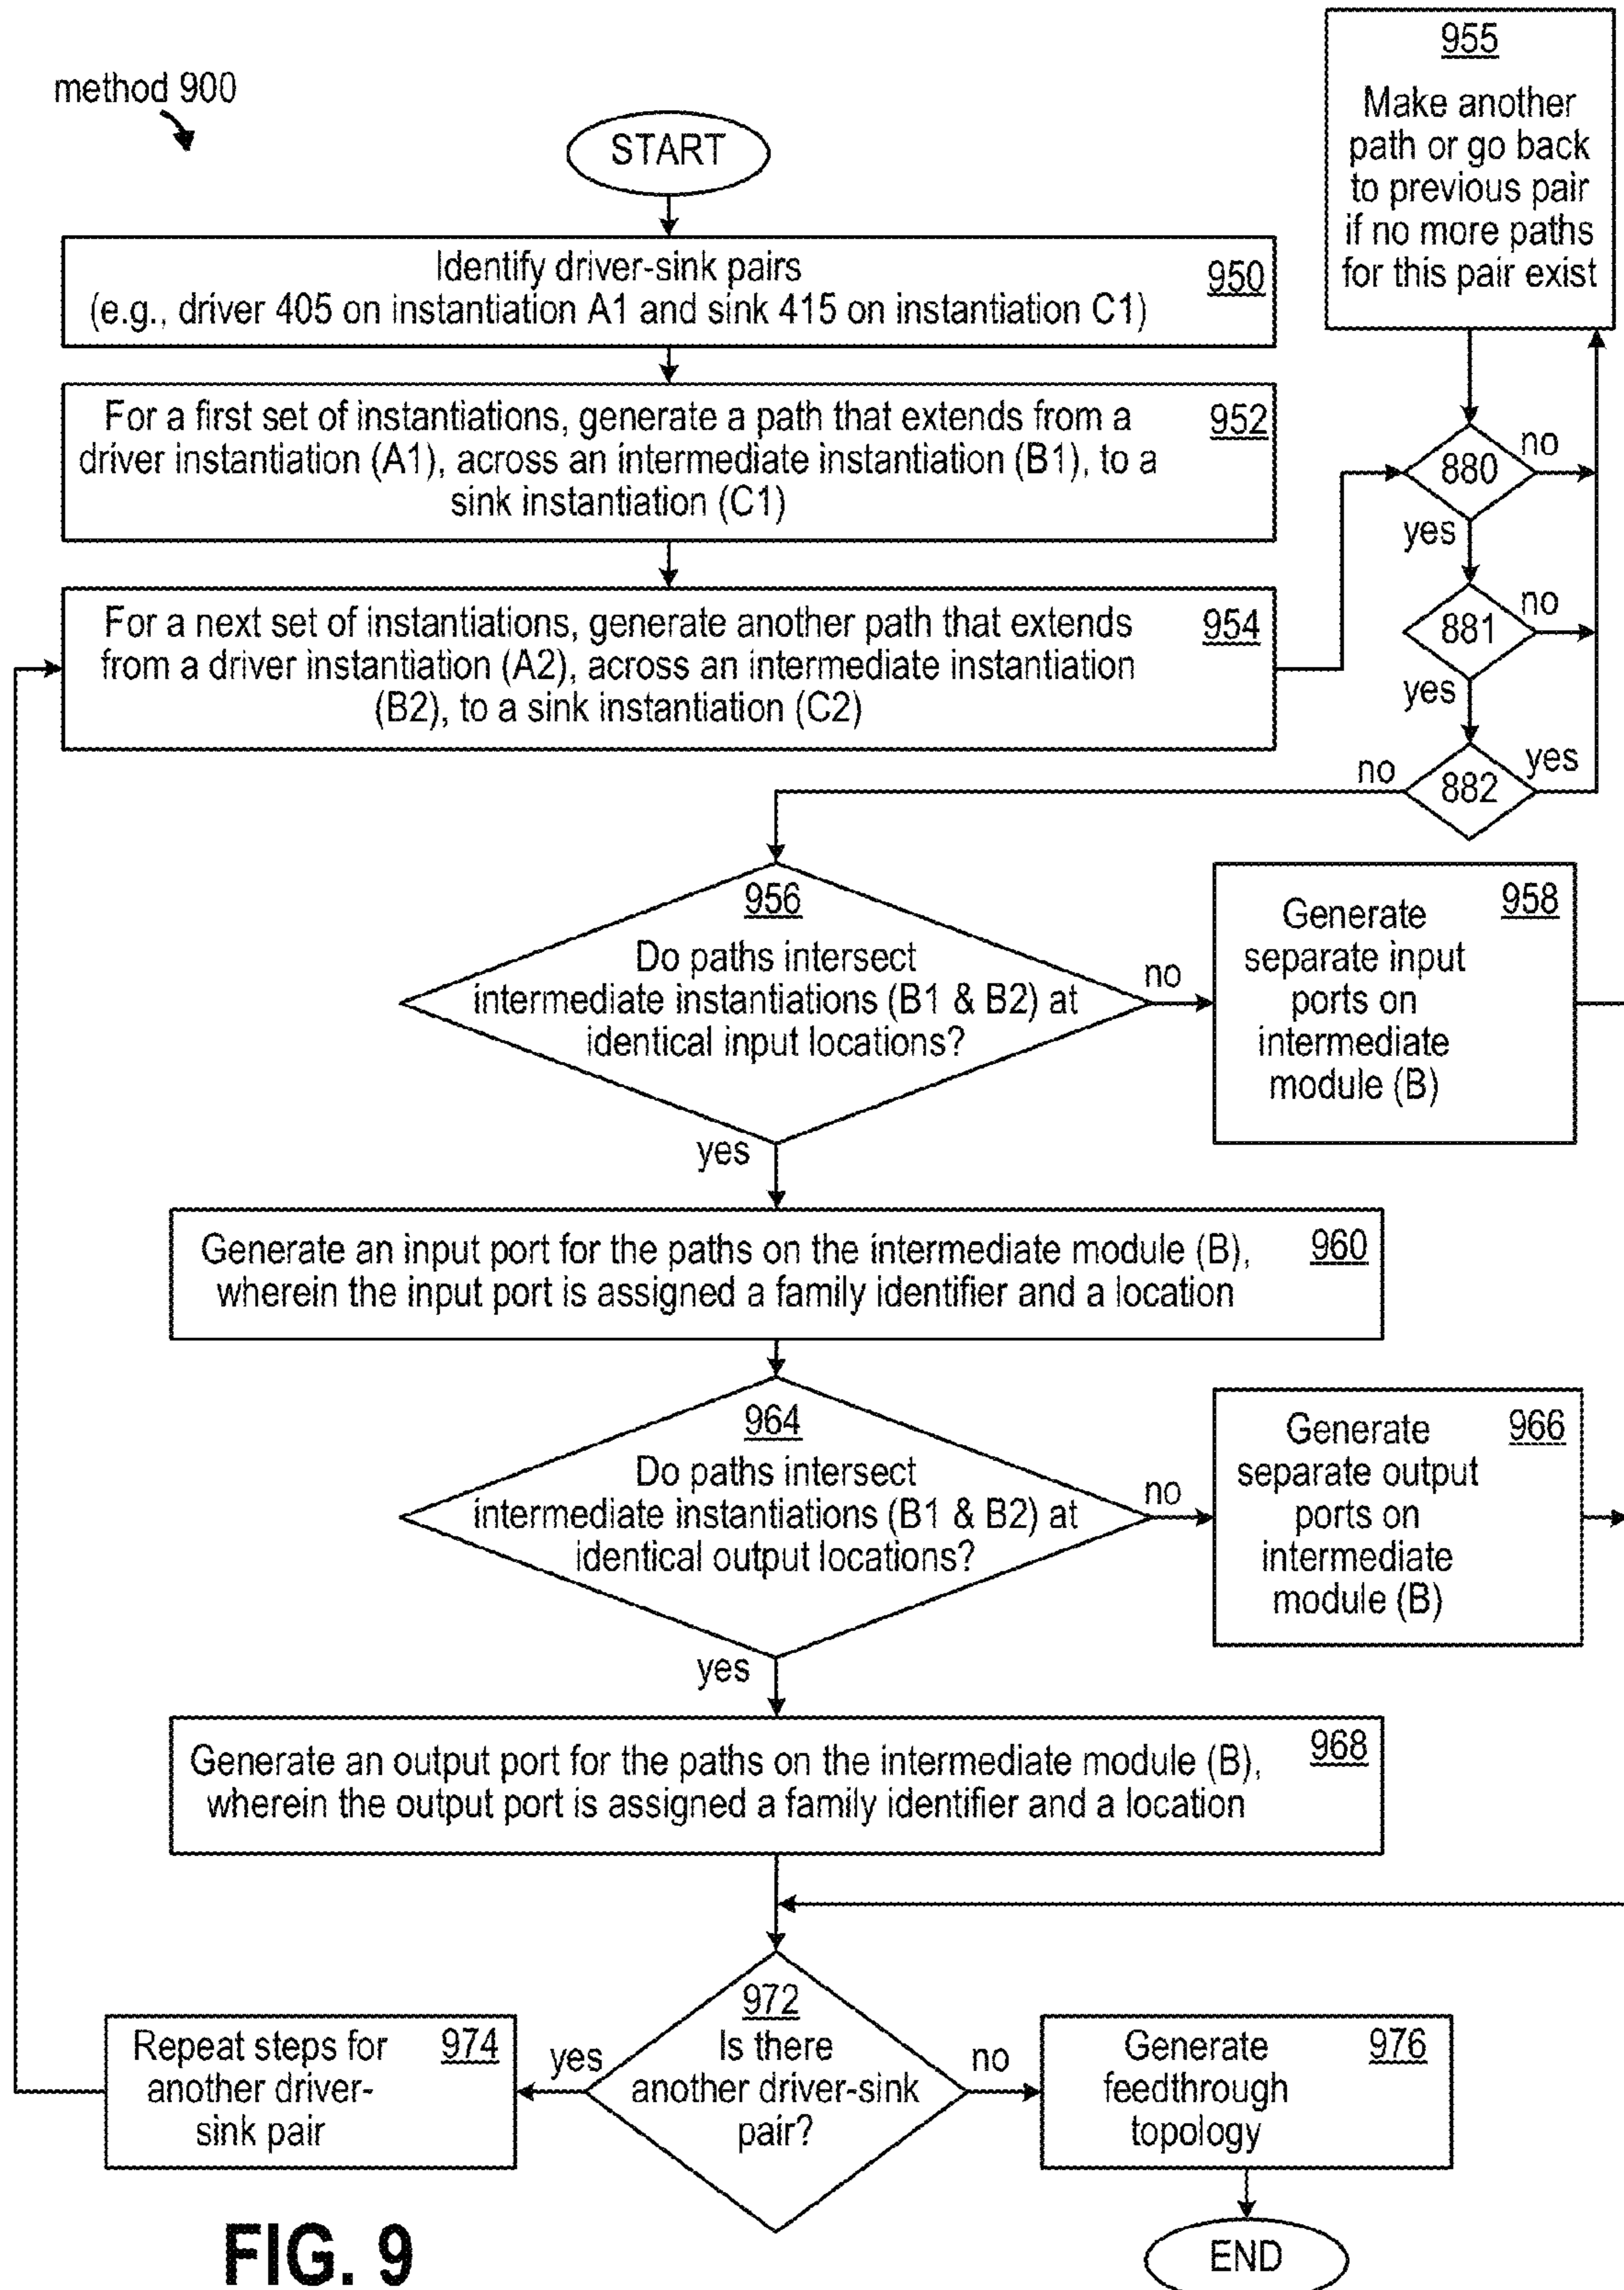 method 900
START
Identify driver-sink pairs
(e.g., driver 405 on instantiation A1 and sink 415 on instantiation C1)
950
For a first set of instantiations, generate a path that extends from a
driver instantiation (A1), across an intermediate instantiation (B1), to a
sink instantiation (C1)
952
For a next set of instantiations, generate another path that extends
from a driver instantiation (A2), across an intermediate instantiation
(B2), to a sink instantiation (C2)
954
955
Make another
path or go back
to previous pair
if no more paths
for this pair exist
880
no
yes
881
no
yes
882
no
yes
956
Do paths intersect
intermediate instantiations (B1 & B2) at
identical input locations?
no
yes
958
Generate
separate input
ports on
intermediate
module (B)
Generate an input port for the paths on the intermediate module (B),
wherein the input port is assigned a family identifier and a location
960
964
Do paths intersect
intermediate instantiations (B1 & B2) at
identical output locations?
no
yes
966
Generate
separate output
ports on
intermediate
module (B)
Generate an output port for the paths on the intermediate module (B),
wherein the output port is assigned a family identifier and a location
968
972
Is there
another driver-sink
pair?
yes
no
Repeat steps for
another driver-
sink pair
974
Generate
feedthrough
topology
976
END
FIG. 9